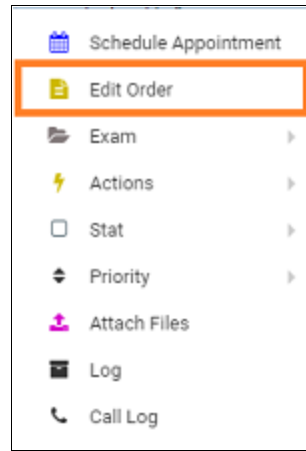 Schedule Appointment
Edit Order
Exam
Actions
Stat
Priority
Attach Files
Log
Call Log